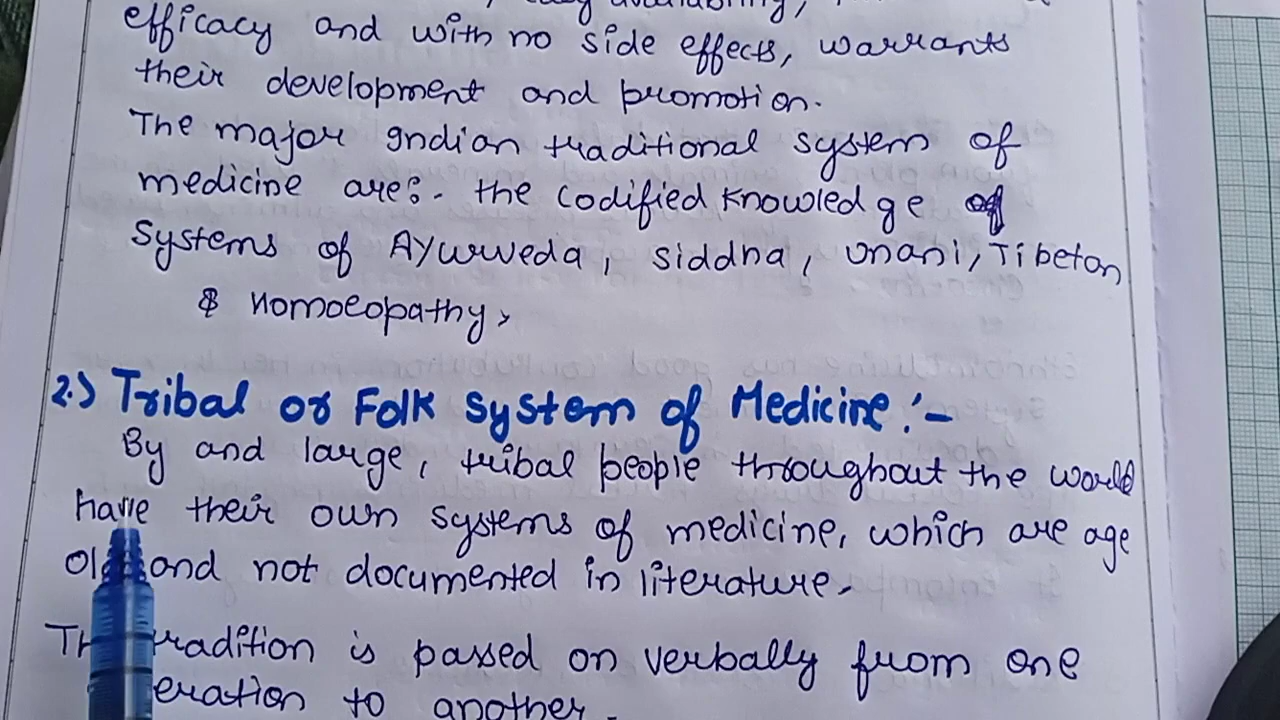 efficacy and with no side effects, warrants
their development and promotion.
The major Indian traditional system of
medicine are:- the codified knowledge of
systems of Ayurveda, siddha, unani, Tibetan
& Homoeopathy,
2.) Tribal or Folk System of Medicine :-
By and large, tribal people throughout the world
have their own systems of medicine, which are age
old and not documented in literature.
tradition is passed on verbally from one
eration to another.